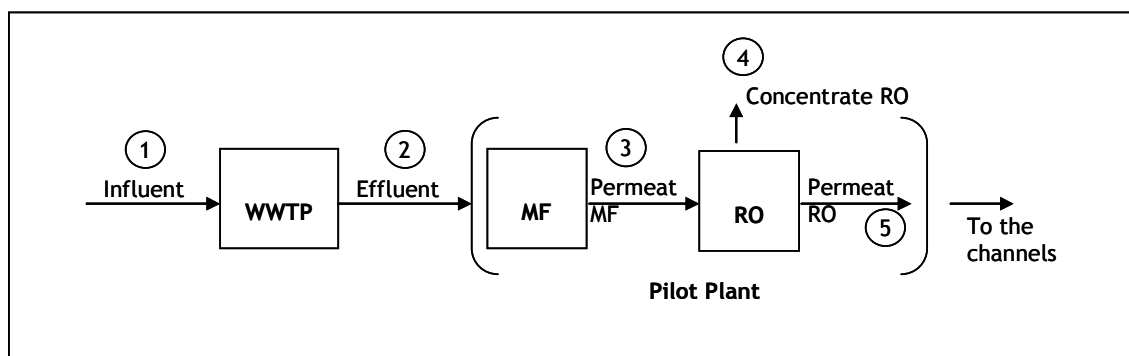 4
Concentrate RO
1
2
3
Influent
WWTP
Effluent
MF
Permeat
MF
RO
Permeat
RO
5
To the
channels
Pilot Plant